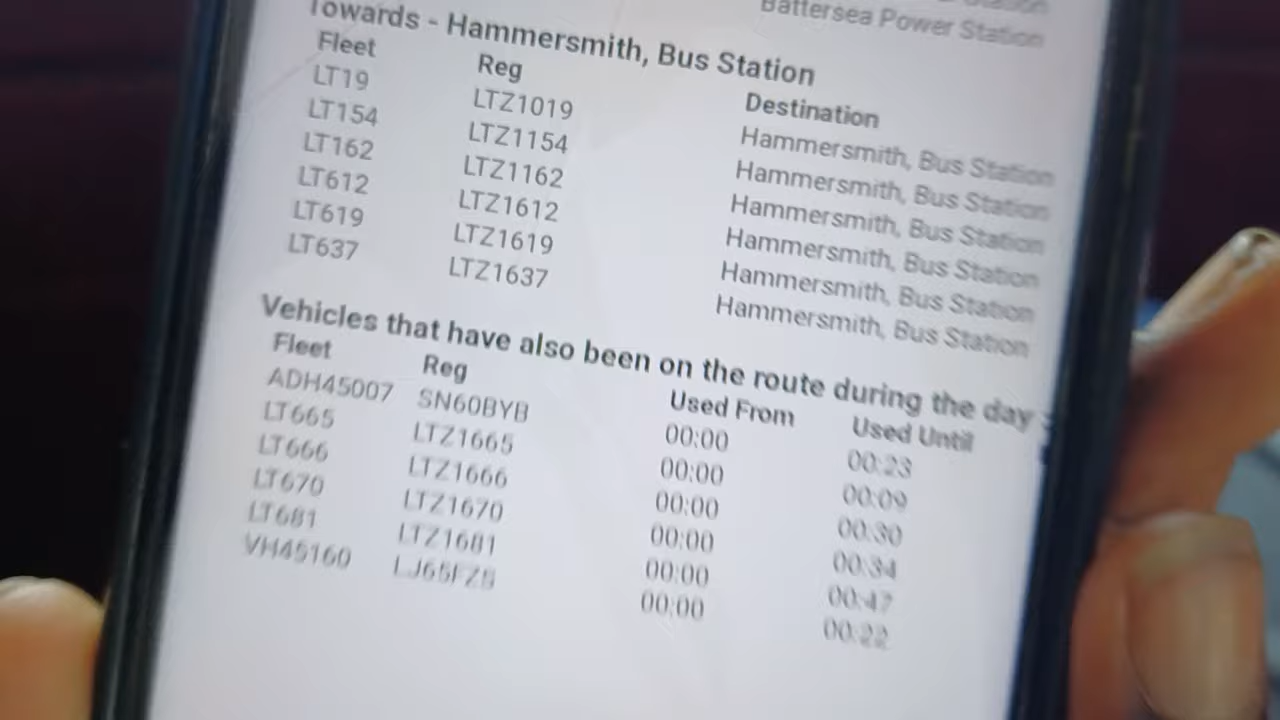 Battersea Power Station
Towards - Hammersmith, Bus Station
Fleet Reg Destination
LT19 LTZ1019 Hammersmith, Bus Station
LT154 LTZ1154 Hammersmith, Bus Station
LT162 LTZ1162 Hammersmith, Bus Station
LT612 LTZ1612 Hammersmith, Bus Station
LT619 LTZ1619 Hammersmith, Bus Station
LT637 LTZ1637 Hammersmith, Bus Station
Vehicles that have also been on the route during the day
Fleet Reg Used From Used Until
ADH45007 SN60BYB 00:00 00:23
LT665 LTZ1665 00:00 00:09
LT666 LTZ1666 00:00 00:30
LT670 LTZ1670 00:00 00:34
LT681 LTZ1681 00:00 00:47
VH45160 00:00 00:22